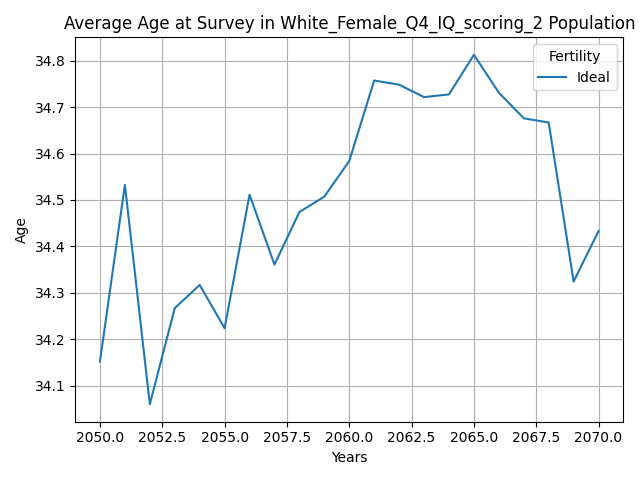 Average Age at Survey in White_Female_Q4_IQ_scoring_2 Population
Fertility
Ideal
34.8
34.7
34.6
34.5
34.4
34.3
34.2
34.1
Age
2050.0 2052.5 2055.0 2057.5 2060.0 2062.5 2065.0 2067.5 2070.0
Years